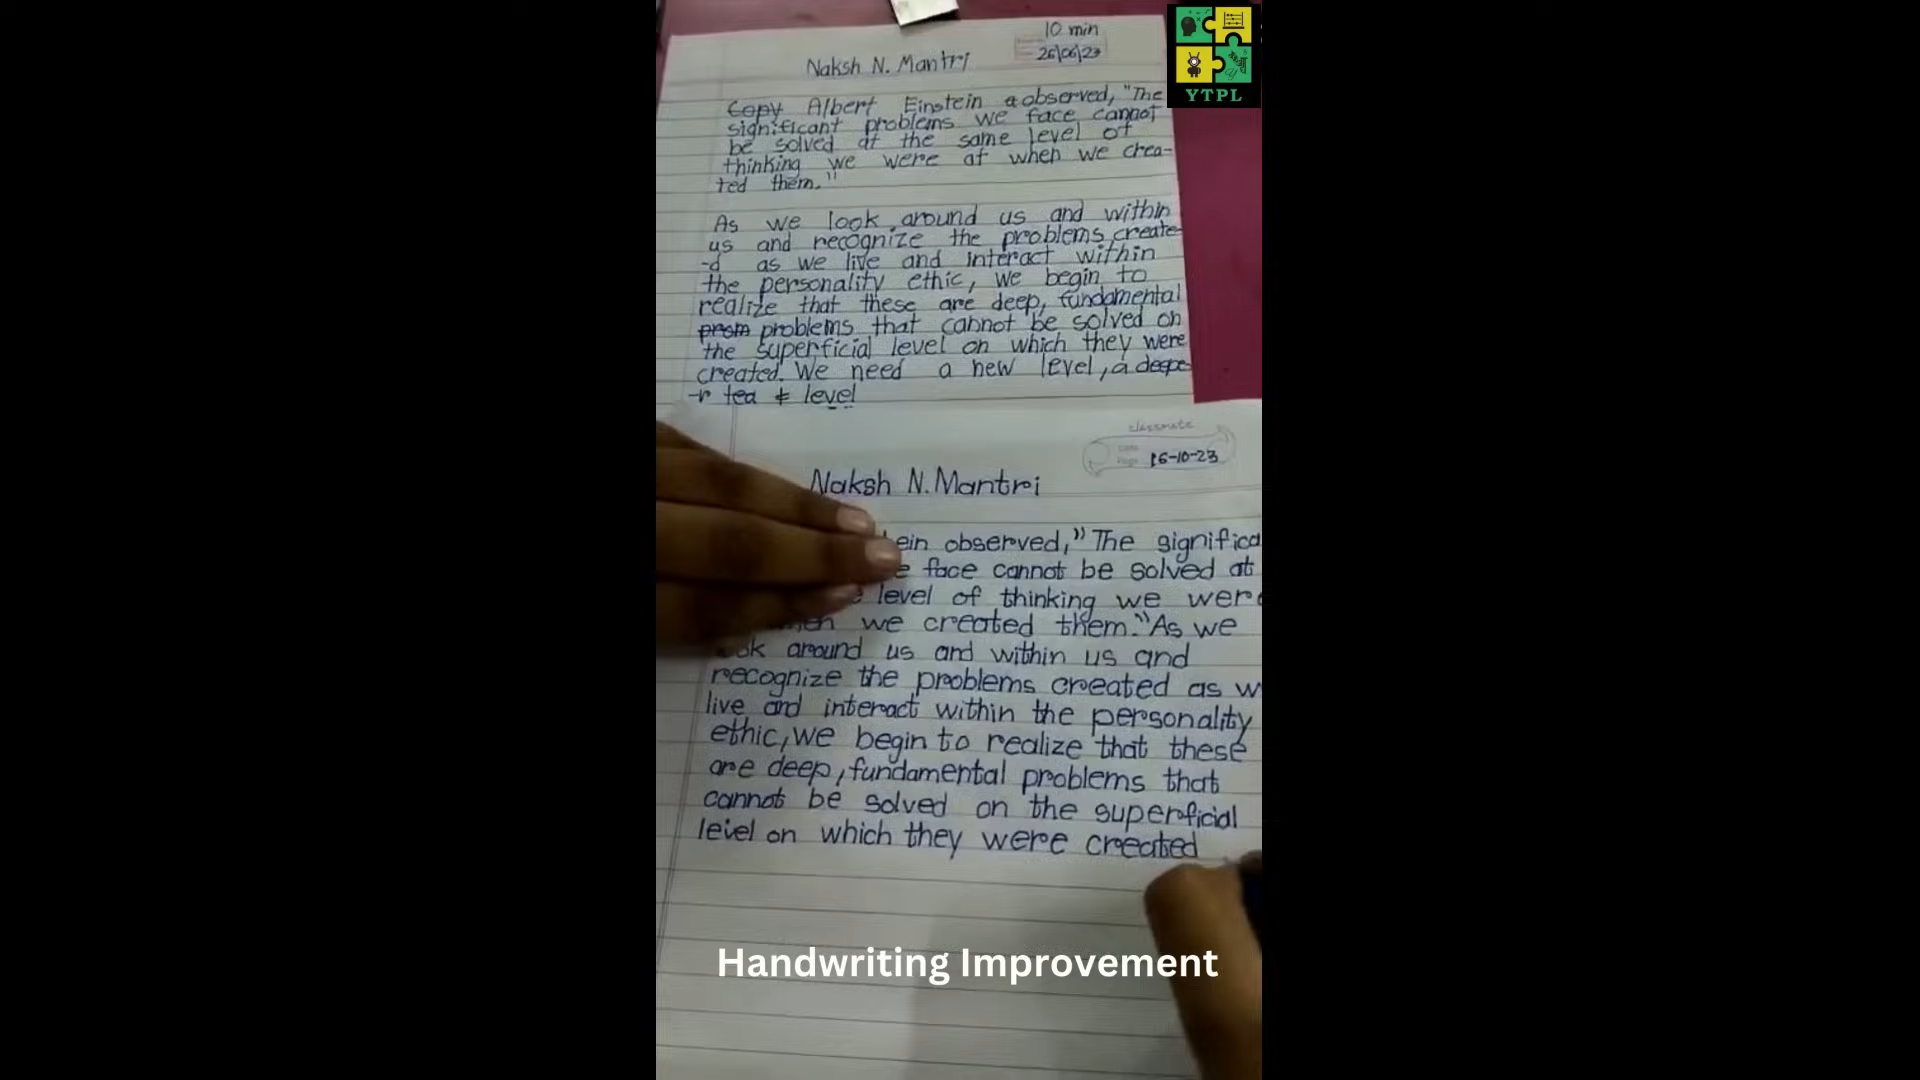 10 min
26/06/23
Naksh N. Mantri
YTPL
Copy Albert Einstein observed, "The
significant problems we face cannot
be solved at the same level of
thinking we were at when we crea-
ted them."
As we look around us and within
us and recognize the problems create
-d as we live and interact within
the personality ethic, we begin to
realize that these are deep, fundamental
prom problems that cannot be solved on
the superficial level on which they were
created. We need a new level, a deepe
-r lea level
classmate
Date
Page
16-10-23
Naksh N. Mantri
ein observed," The significa
e face cannot be solved at
level of thinking we were
we created them." As we
ok around us and within us and
recognize the problems created as w
live and interact within the personality
ethic, we begin to realize that these
are deep, fundamental problems that
cannot be solved on the superficial
level on which they were created
Handwriting Improvement